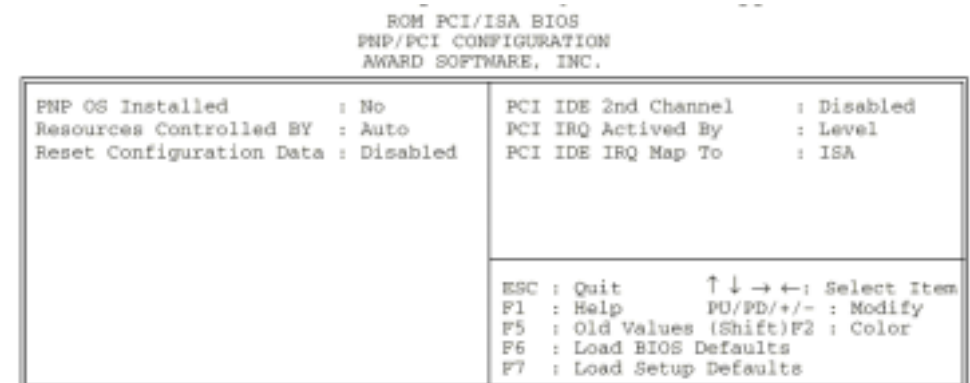 ROM PCI/ISA BIOS
PNP/PCI CONFIGURATION
AWARD SOFTWARE, INC.
PNP OS Installed : No
Resources Controlled BY : Auto
Reset Configuration Data : Disabled
PCI IDE 2nd Channel : Disabled
PCI IRQ Actived By : Level
PCI IDE IRQ Map To : ISA
ESC : Quit ↑ ↓ → ←: Select Item
F1 : Help PU/PD/+/- : Modify
F5 : Old Values (Shift)F2 : Color
F6 : Load BIOS Defaults
F7 : Load Setup Defaults